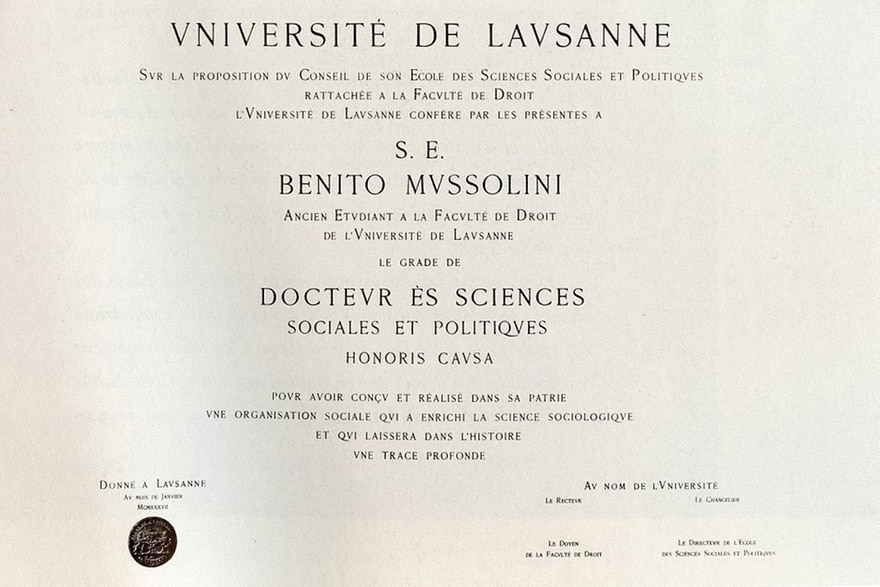 VNIVERSITÉ DE LAVSANNE
SVR LA PROPOSITION DV CONSEIL DE SON ECOLE DES SCIENCES SOCIALES ET POLITIQVES
RATTACHÉE A LA FACVLTÉ DE DROIT
L'VNIVERSITÉ DE LAVSANNE CONFÈRE PAR LES PRÉSENTES A
S. E.
BENITO MVSSOLINI
ANCIEN ETVDIANT A LA FACVLTÉ DE DROIT
DE L'VNIVERSITÉ DE LAVSANNE
LE GRADE DE
DOCTEVR ÈS SCIENCES
SOCIALES ET POLITIQVES
HONORIS CAVSA
POVR AVOIR CONÇV ET RÉALISÉ DANS SA PATRIE
VNE ORGANISATION SOCIALE QVI A ENRICHI LA SCIENCE SOCIOLOGIQVE
ET QVI LAISSERA DANS L'HISTOIRE
VNE TRACE PROFONDE
DONNÉ A LAVSANNE
AV MOIS DE JANVIER
MCMXXXVII
AV NOM DE L'VNIVERSITÉ
LE RECTEVR
LE CHANCELIER
LE DOYEN
DE LA FACVLTÉ DE DROIT
LE DIRECTEVR DE L'ECOLE
DES SCIENCES SOCIALES ET POLITIQVES